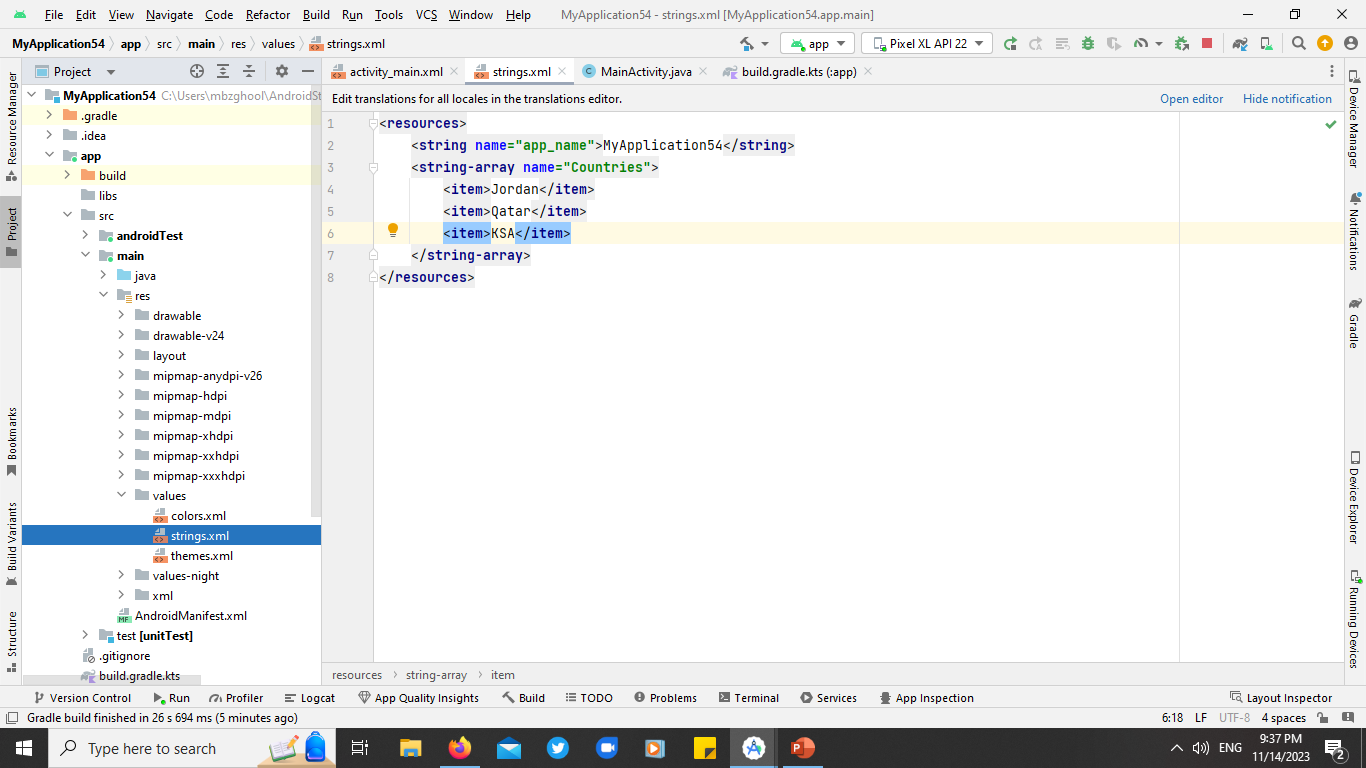 File Edit View Navigate Code Refactor Build Run Tools VCS Window Help MyApplication54 - strings.xml [MyApplication54.app.main]
MyApplication54 app src main res values strings.xml app Pixel XL API 22
Project
activity_main.xml strings.xml MainActivity.java build.gradle.kts (:app)
Resource Manager
Project
Bookmarks
Build Variants
Structure
MyApplication54 C:\Users\mbzghool\AndroidSt
.gradle
.idea
app
build
libs
src
androidTest
main
java
res
drawable
drawable-v24
layout
mipmap-anydpi-v26
mipmap-hdpi
mipmap-mdpi
mipmap-xhdpi
mipmap-xxhdpi
mipmap-xxxhdpi
values
colors.xml
strings.xml
themes.xml
values-night
xml
AndroidManifest.xml
test [unitTest]
.gitignore
build.gradle.kts
Edit translations for all locales in the translations editor. Open editor Hide notification
1 <resources>
2 <string name="app_name">MyApplication54</string>
3 <string-array name="Countries">
4 <item>Jordan</item>
5 <item>Qatar</item>
6 <item>KSA</item>
7 </string-array>
8 </resources>
resources string-array item
Device Manager
Notifications
Gradle
Device Explorer
Running Devices
Version Control Run Profiler Logcat App Quality Insights Build TODO Problems Terminal Services App Inspection Layout Inspector
Gradle build finished in 26 s 694 ms (5 minutes ago) 6:18 LF UTF-8 4 spaces
Type here to search
ENG
9:37 PM
11/14/2023
2